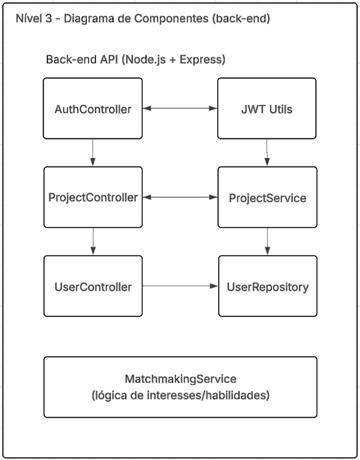 Nível 3 - Diagrama de Componentes (back-end)
Back-end API (Node.js + Express)
AuthController
JWT Utils
ProjectController
ProjectService
UserController
UserRepository
MatchmakingService
(lógica de interesses/habilidades)